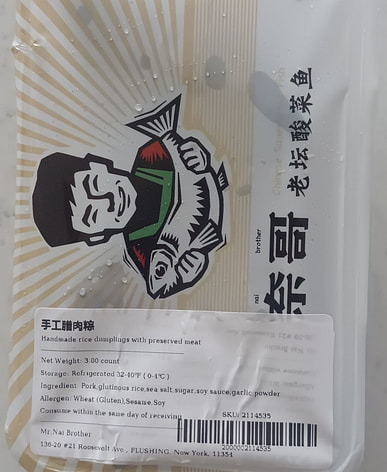 老坛酸菜鱼
brother
nai
奈哥
手工腊肉粽
Handmade rice dumplings with preserved meat
Net Weight: 3.00 count
Storage: Refrigerated 32-40°F ( 0-4°C )
Ingredient: Pork,glutinous rice,sea salt,sugar,soy sauce,garlic powder
Allergen: Wheat (Gluten),Sesame,Soy
Consume within the same day of receiving
SKU: 2114535
Mr.Nai Brother
2000002114535
136-20 #21 Roosevelt Ave., FLUSHING, New York, 11354